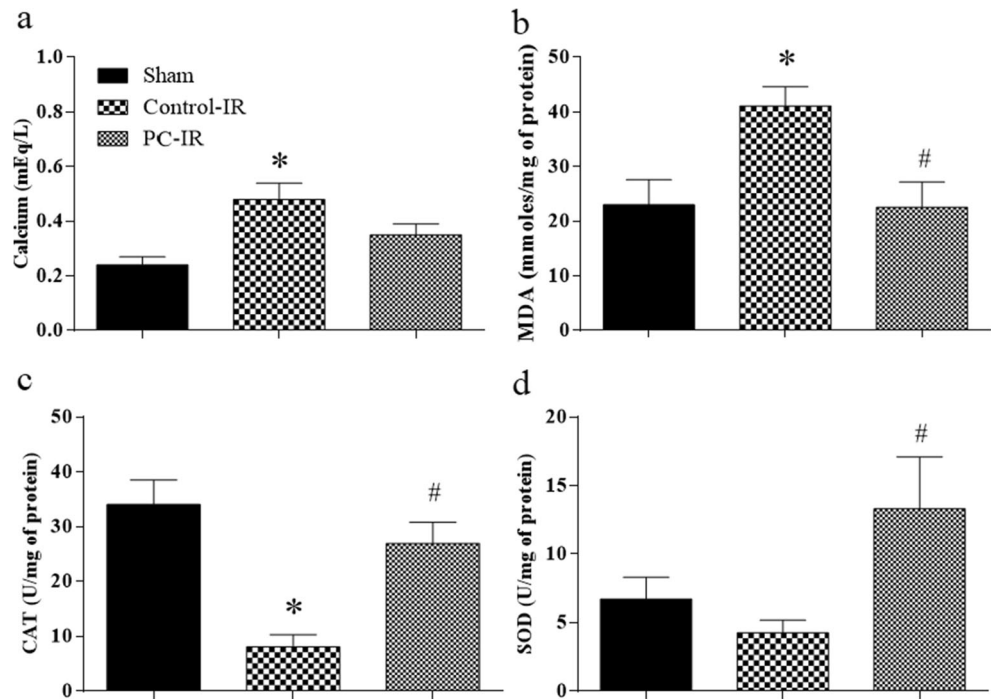 a
1.0
0.8
0.6
0.4
0.2
0.0
Calcium (mEq/L)
Sham
Control-IR
PC-IR
*
b
50
40
30
20
10
0
MDA (mmoles/mg of protein)
*
#
c
50
40
30
20
10
0
CAT (U/mg of protein)
*
#
d
20
15
10
5
0
SOD (U/mg of protein)
#